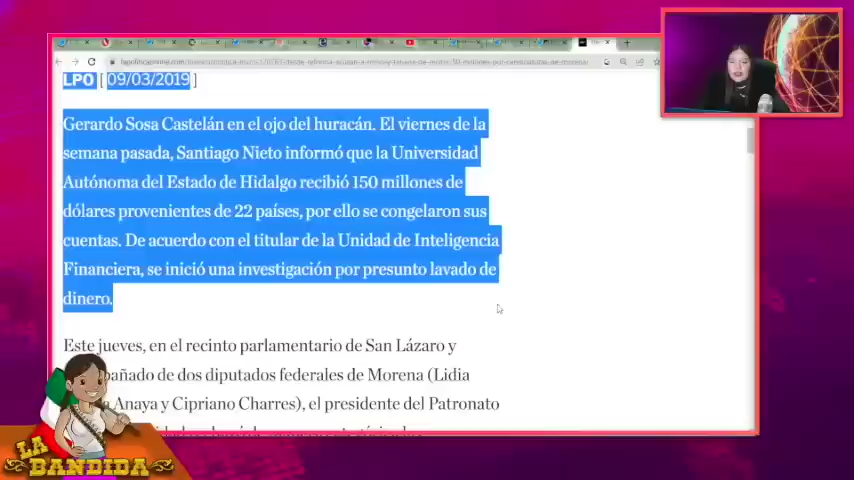 LPO [ 09/03/2019 ]
Gerardo Sosa Castelán en el ojo del huracán. El viernes de la
semana pasada, Santiago Nieto informó que la Universidad
Autónoma del Estado de Hidalgo recibió 150 millones de
dólares provenientes de 22 países, por ello se congelaron sus
cuentas. De acuerdo con el titular de la Unidad de Inteligencia
Financiera, se inició una investigación por presunto lavado de
dinero.
Este jueves, en el recinto parlamentario de San Lázaro y
de dos diputados federales de Morena (Lidia
Anaya y Cipriano Charres), el presidente del Patronato
LA
BANDIDA